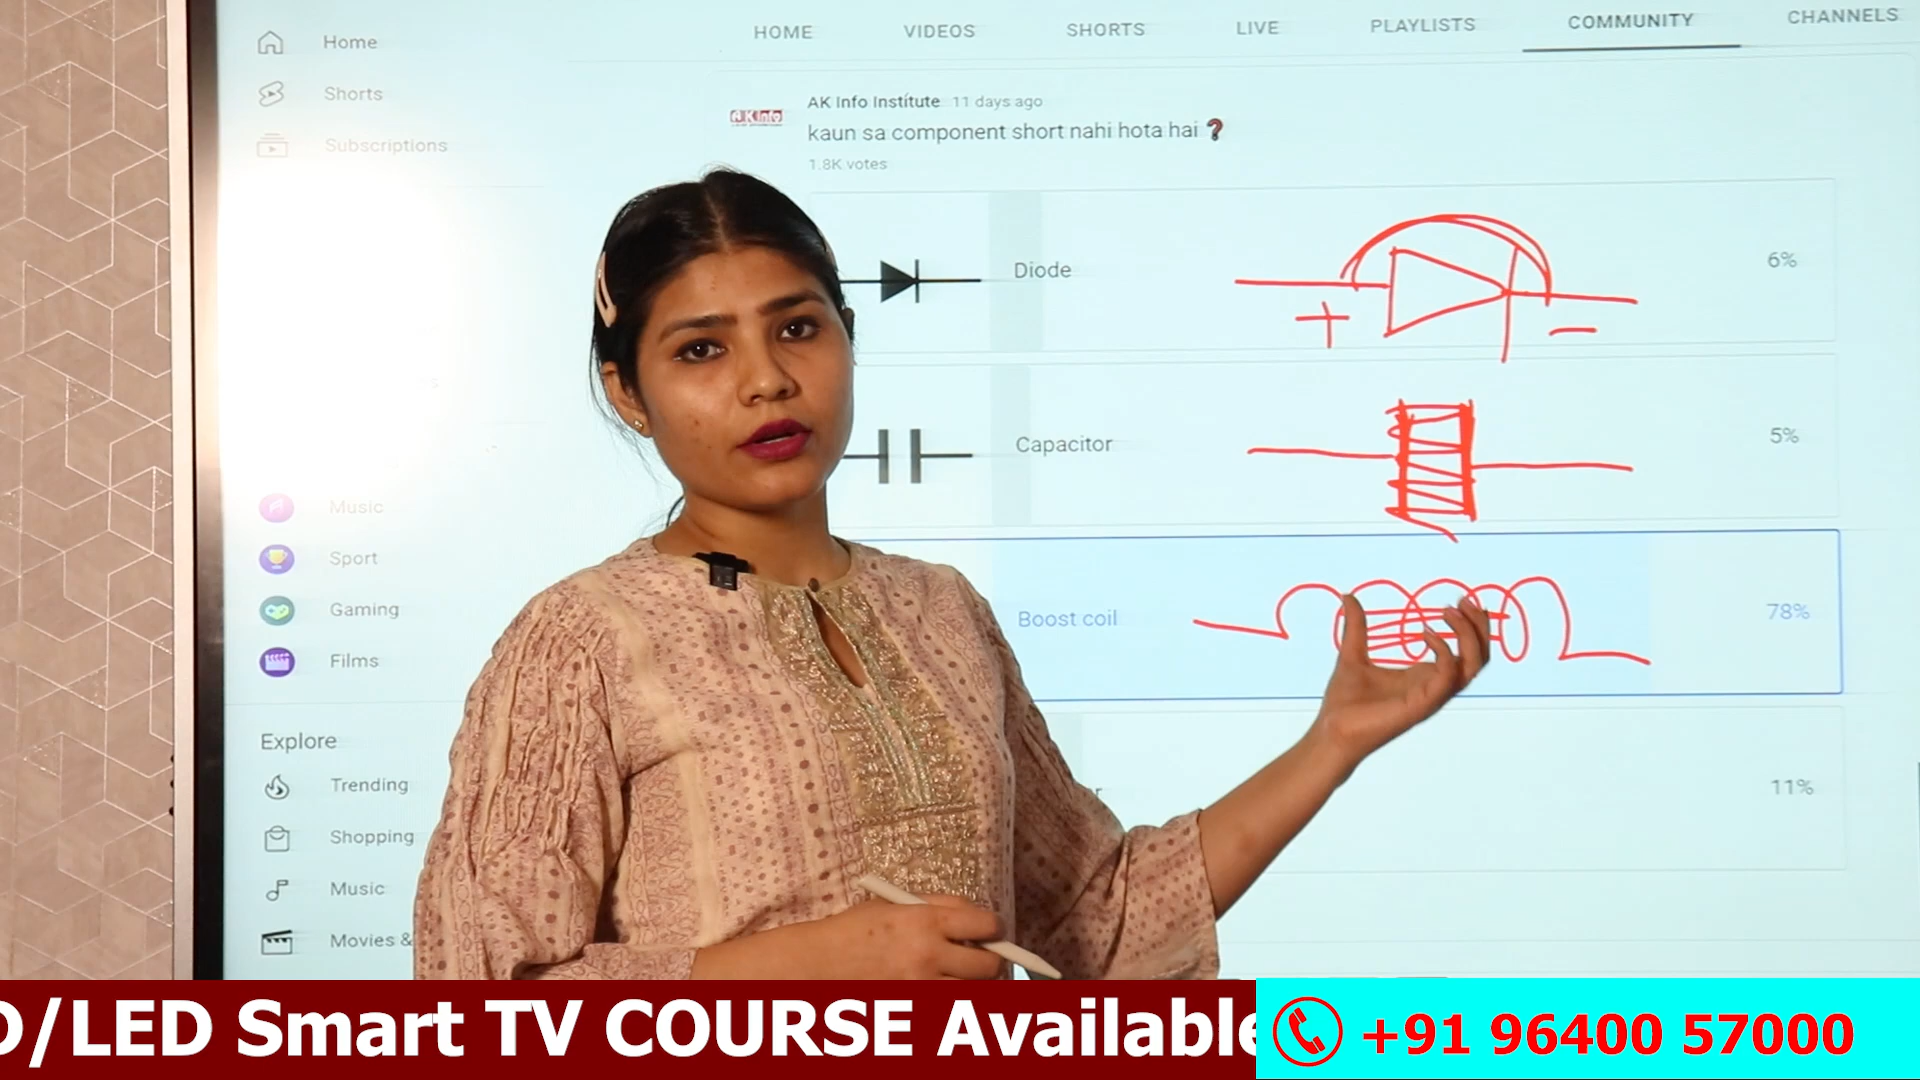 HOME VIDEOS SHORTS LIVE PLAYLISTS COMMUNITY CHANNELS
Home
Shorts
Subscriptions
Music
Sport
Gaming
Films
Explore
Trending
Shopping
Music
Movies &
AK Info
AK Info Institute 11 days ago
kaun sa component short nahi hota hai ?
1.8K votes
Diode 6%
+ −
Capacitor 5%
Boost coil 78%
11%
D/LED Smart TV COURSE Available
+91 96400 57000